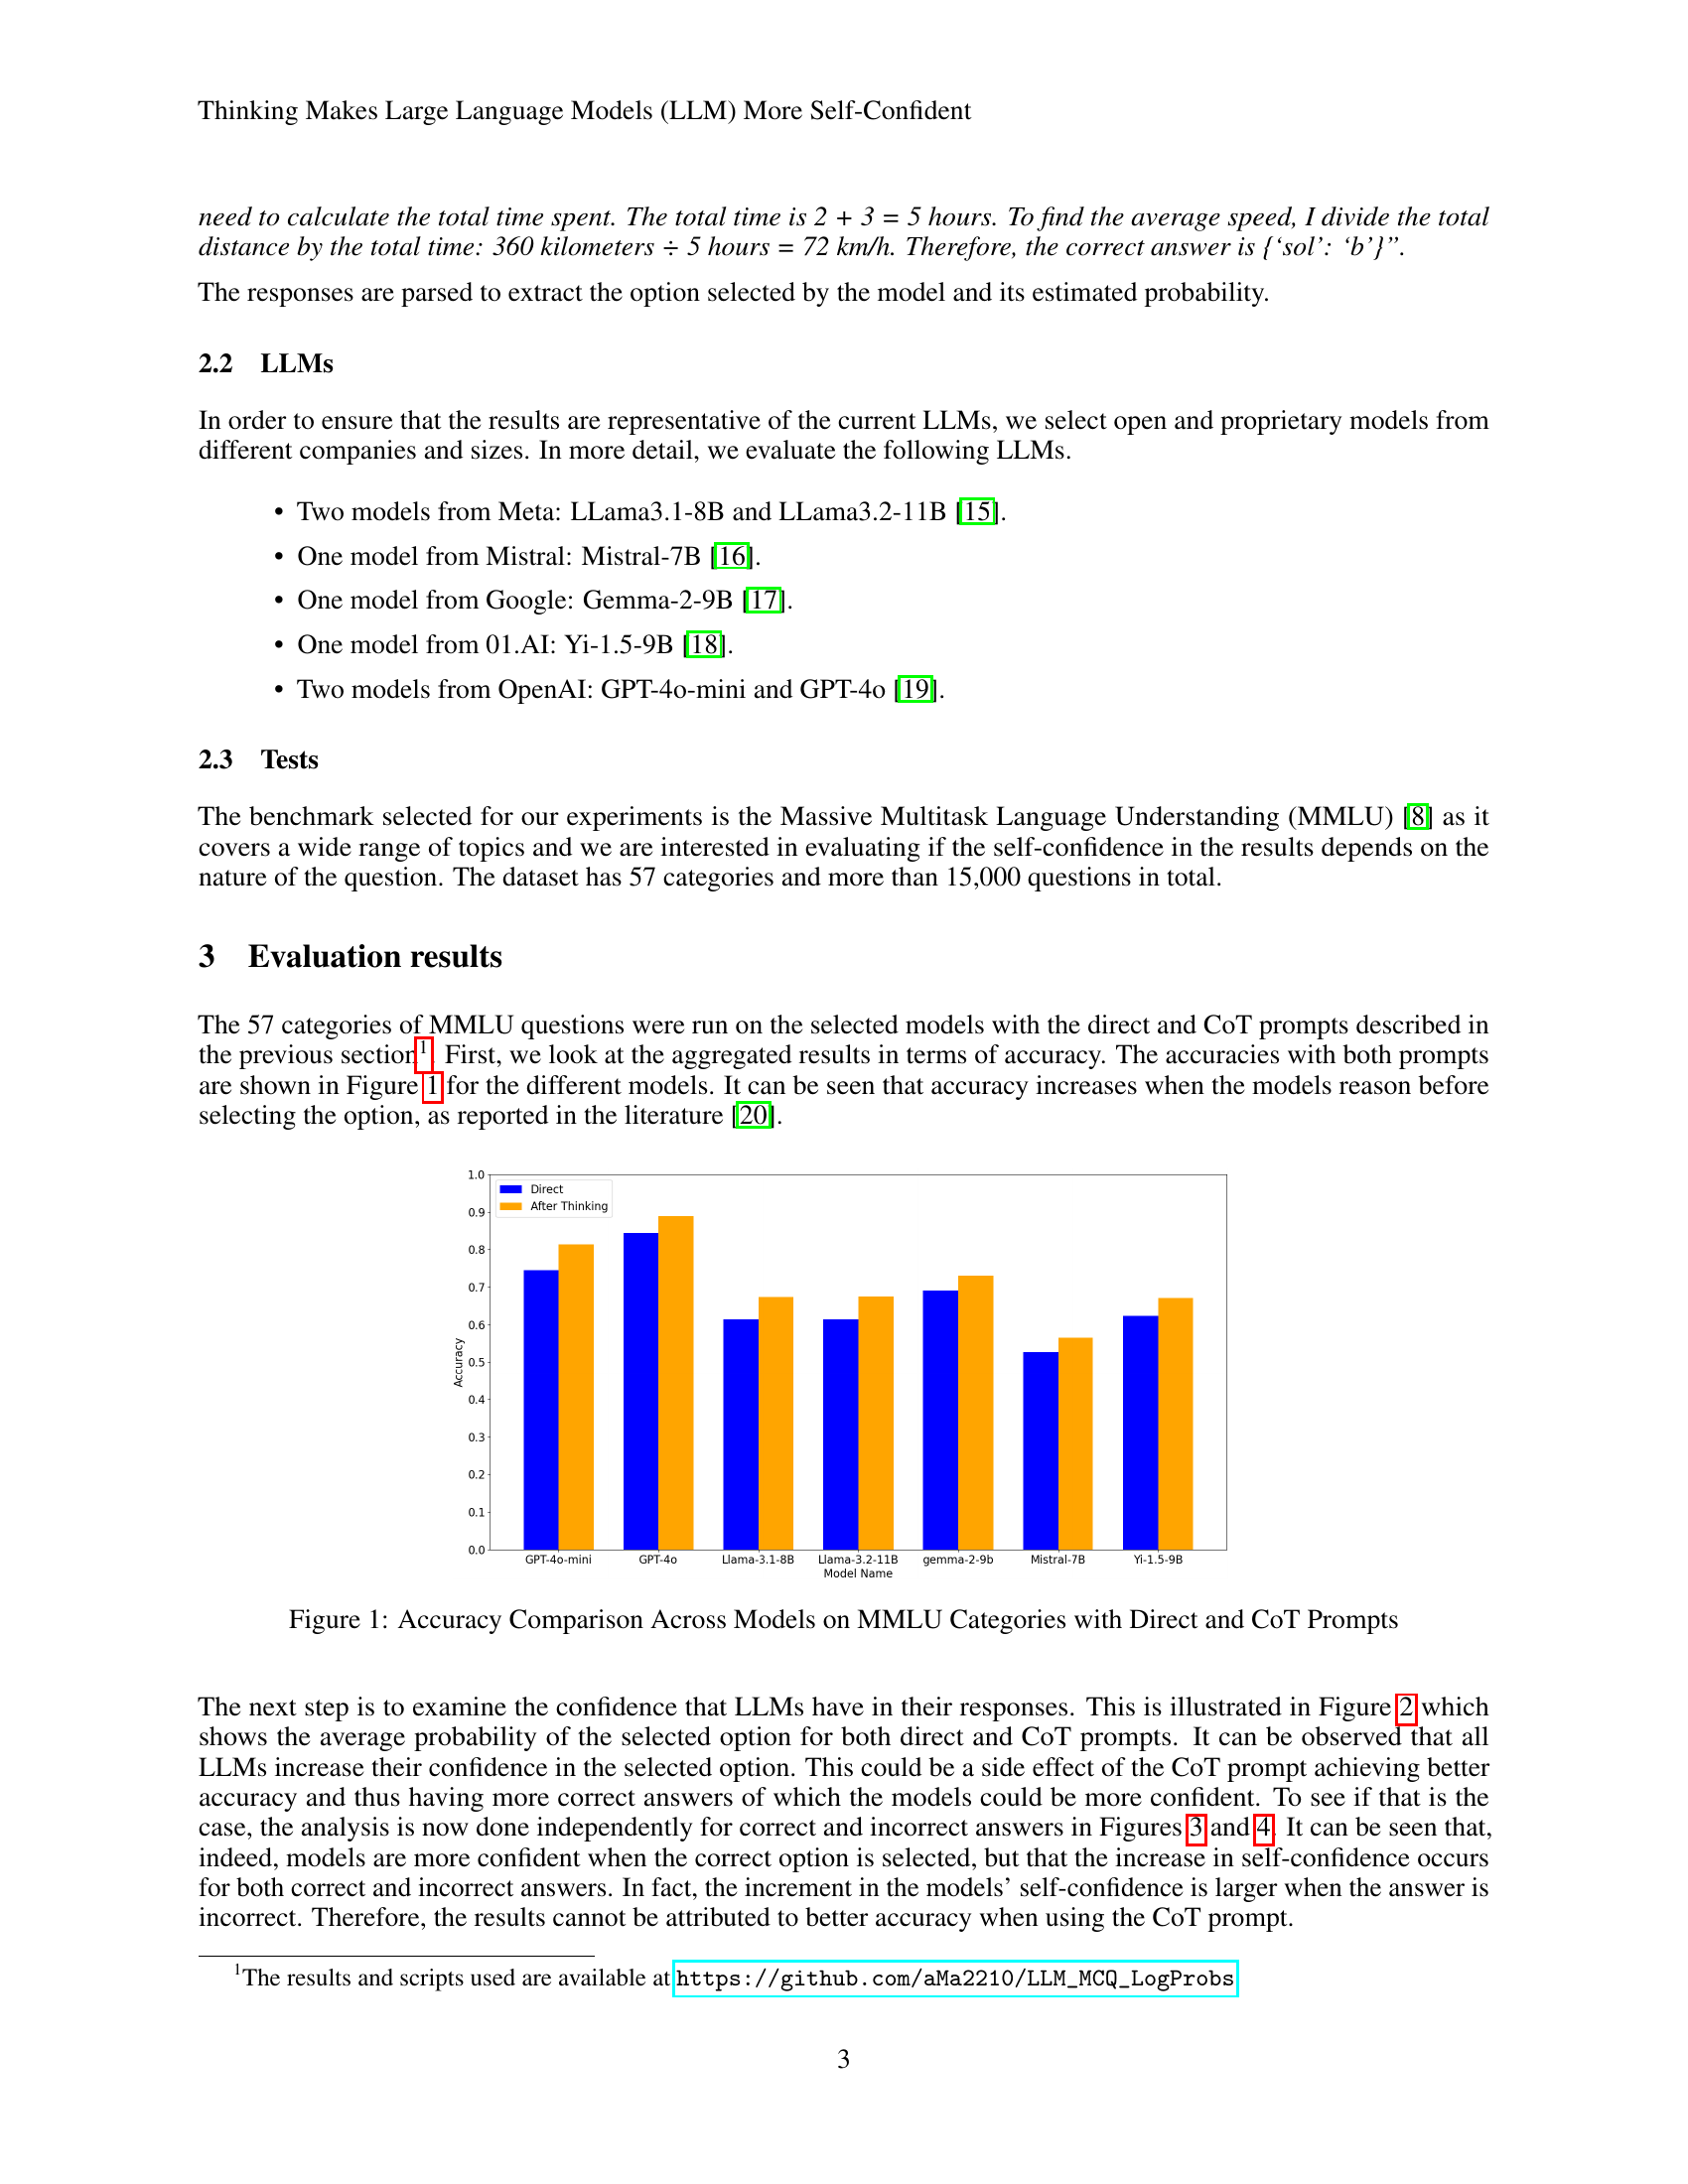 Thinking Makes Large Language Models (LLM) More Self-Confident
need to calculate the total time spent. The total time is 2 + 3 = 5 hours. To find the average speed, I divide the total
distance by the total time: 360 kilometers ÷ 5 hours = 72 km/h. Therefore, the correct answer is {‘sol’: ‘b’}”.
The responses are parsed to extract the option selected by the model and its estimated probability.
2.2 LLMs
In order to ensure that the results are representative of the current LLMs, we select open and proprietary models from
different companies and sizes. In more detail, we evaluate the following LLMs.
• Two models from Meta: LLama3.1-8B and LLama3.2-11B [15].
• One model from Mistral: Mistral-7B [16].
• One model from Google: Gemma-2-9B [17].
• One model from 01.AI: Yi-1.5-9B [18].
• Two models from OpenAI: GPT-4o-mini and GPT-4o [19].
2.3 Tests
The benchmark selected for our experiments is the Massive Multitask Language Understanding (MMLU) [8] as it
covers a wide range of topics and we are interested in evaluating if the self-confidence in the results depends on the
nature of the question. The dataset has 57 categories and more than 15,000 questions in total.
3 Evaluation results
The 57 categories of MMLU questions were run on the selected models with the direct and CoT prompts described in
the previous section1. First, we look at the aggregated results in terms of accuracy. The accuracies with both prompts
are shown in Figure 1 for the different models. It can be seen that accuracy increases when the models reason before
selecting the option, as reported in the literature [20].
1.0
0.9
0.8
0.7
0.6
0.5
0.4
0.3
0.2
0.1
0.0
Accuracy
Direct
After Thinking
GPT-4o-mini GPT-4o Llama-3.1-8B Llama-3.2-11B gemma-2-9b Mistral-7B Yi-1.5-9B
Model Name
Figure 1: Accuracy Comparison Across Models on MMLU Categories with Direct and CoT Prompts
The next step is to examine the confidence that LLMs have in their responses. This is illustrated in Figure 2 which
shows the average probability of the selected option for both direct and CoT prompts. It can be observed that all
LLMs increase their confidence in the selected option. This could be a side effect of the CoT prompt achieving better
accuracy and thus having more correct answers of which the models could be more confident. To see if that is the
case, the analysis is now done independently for correct and incorrect answers in Figures 3 and 4. It can be seen that,
indeed, models are more confident when the correct option is selected, but that the increase in self-confidence occurs
for both correct and incorrect answers. In fact, the increment in the models’ self-confidence is larger when the answer is
incorrect. Therefore, the results cannot be attributed to better accuracy when using the CoT prompt.
1The results and scripts used are available at https://github.com/aMa2210/LLM_MCQ_LogProbs
3